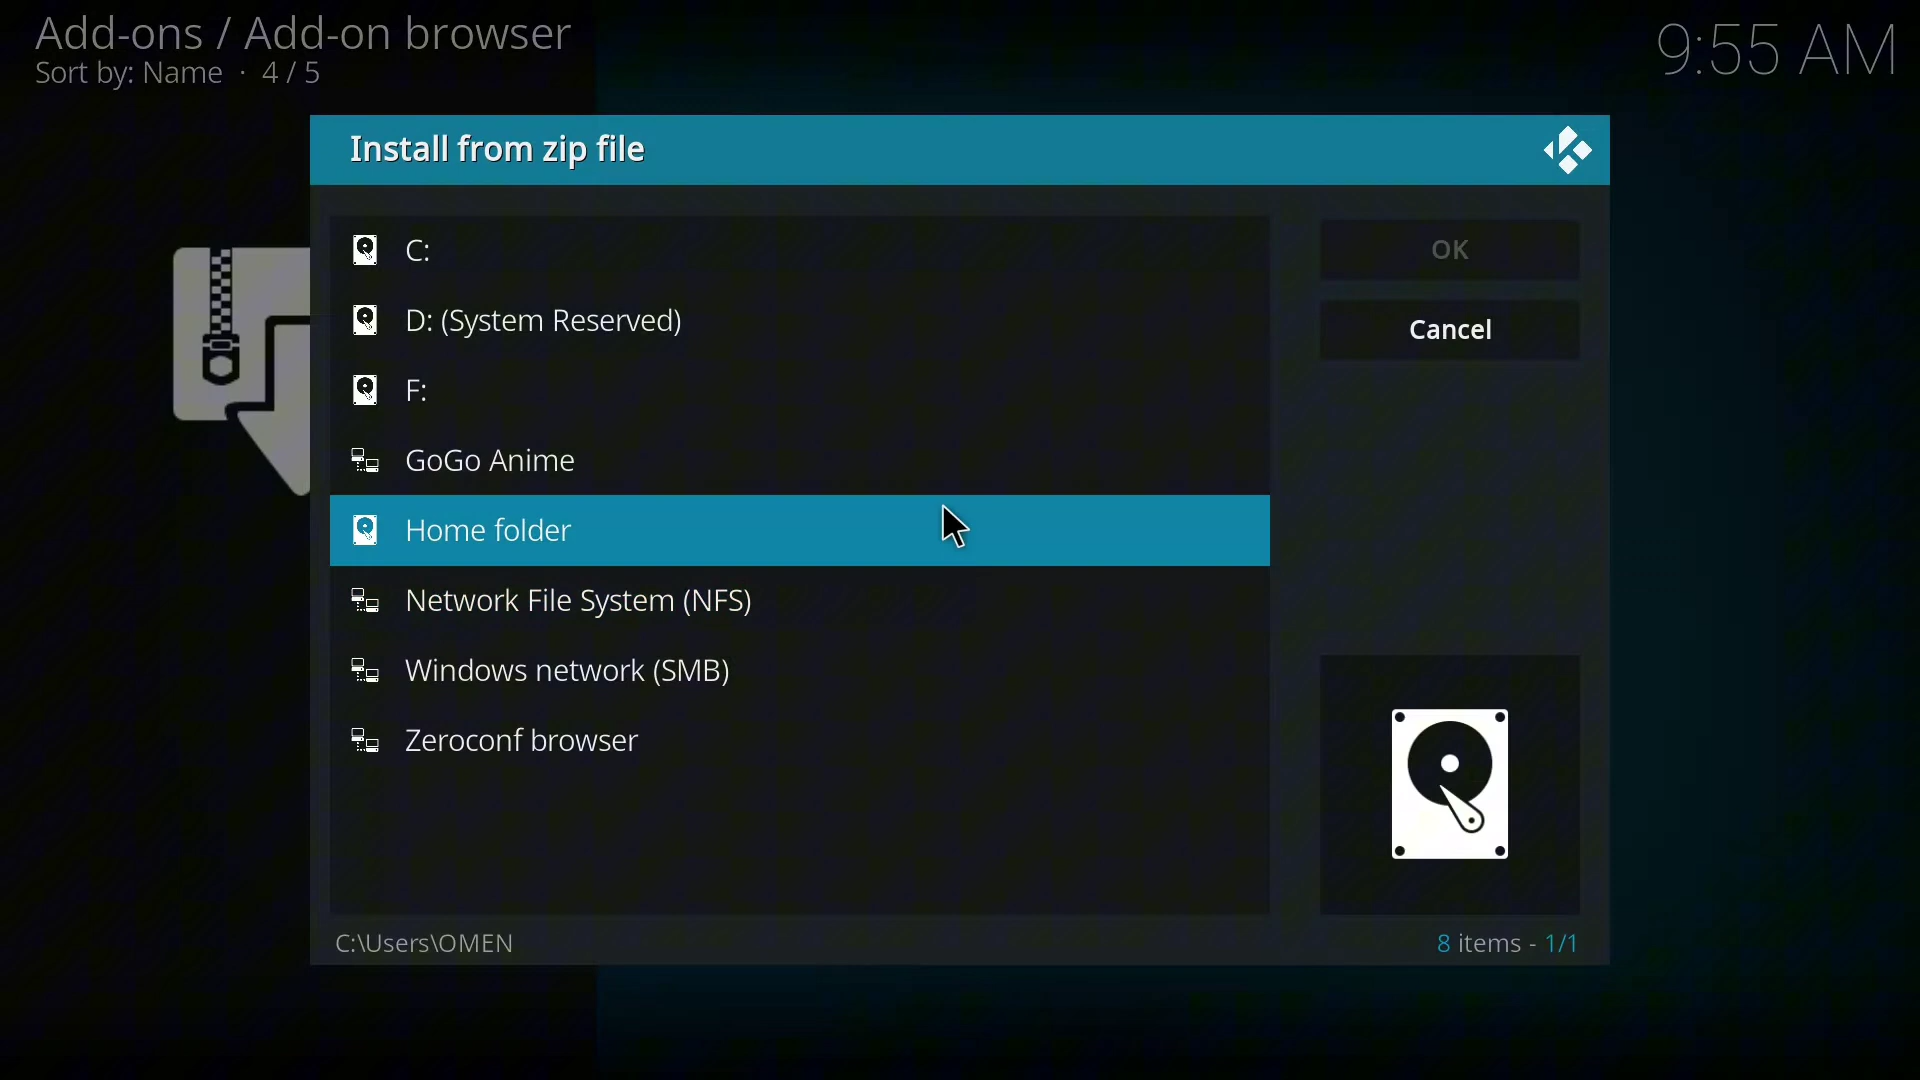 Add-ons / Add-on browser
Sort by: Name · 4 / 5
9:55 AM
Install from zip file
C:
D: (System Reserved)
F:
GoGo Anime
Home folder
Network File System (NFS)
Windows network (SMB)
Zeroconf browser
OK
Cancel
C:\Users\OMEN
8 items - 1/1